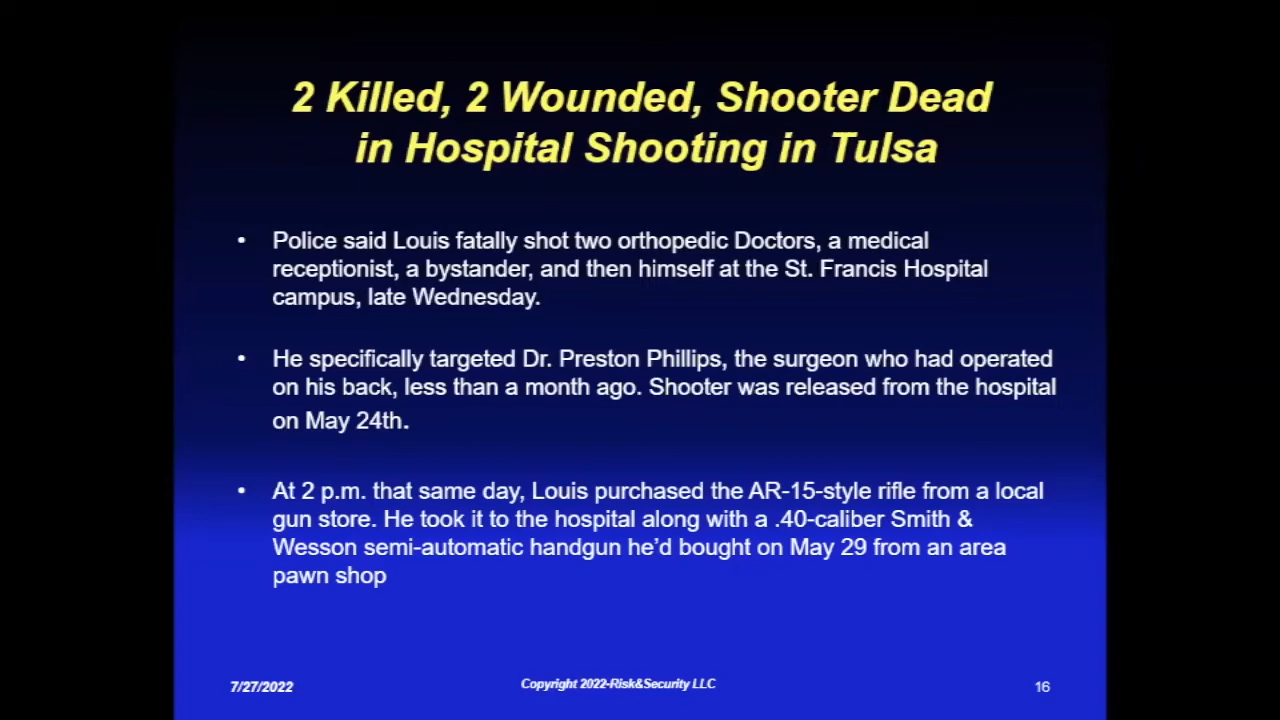 2 Killed, 2 Wounded, Shooter Dead
in Hospital Shooting in Tulsa
• Police said Louis fatally shot two orthopedic Doctors, a medical
receptionist, a bystander, and then himself at the St. Francis Hospital
campus, late Wednesday.
• He specifically targeted Dr. Preston Phillips, the surgeon who had operated
on his back, less than a month ago. Shooter was released from the hospital
on May 24th.
• At 2 p.m. that same day, Louis purchased the AR-15-style rifle from a local
gun store. He took it to the hospital along with a .40-caliber Smith &
Wesson semi-automatic handgun he’d bought on May 29 from an area
pawn shop
7/27/2022
Copyright 2022-Risk&Security LLC
16